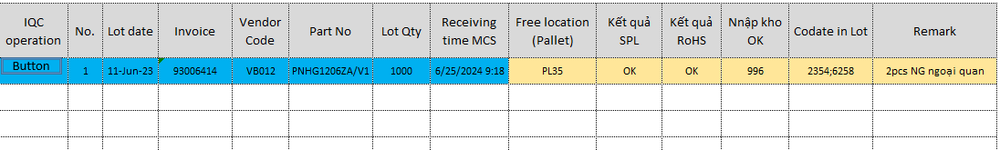 IQC operation No. Lot date Invoice Vendor Code Part No Lot Qty Receiving time MCS Free location (Pallet) Kết quả SPL Kết quả RoHS Nhập kho OK Codate in Lot Remark
Button 1 11-Jun-23 93006414 VB012 PNHG1206ZA/V1 1000 6/25/2024 9:18 PL35 OK OK 996 2354;6258 2pcs NG ngoại quan